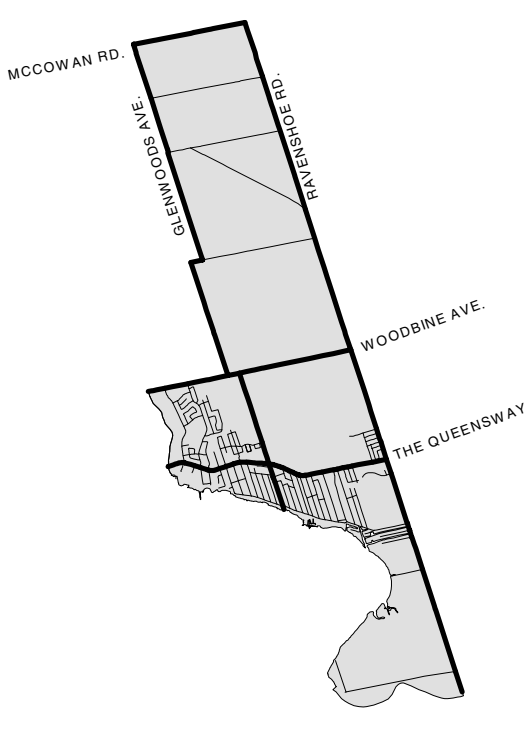 MCCOWAN RD.
GLENWOODS AVE.
RAVENSHOE RD.
WOODBINE AVE.
THE QUEENSWAY